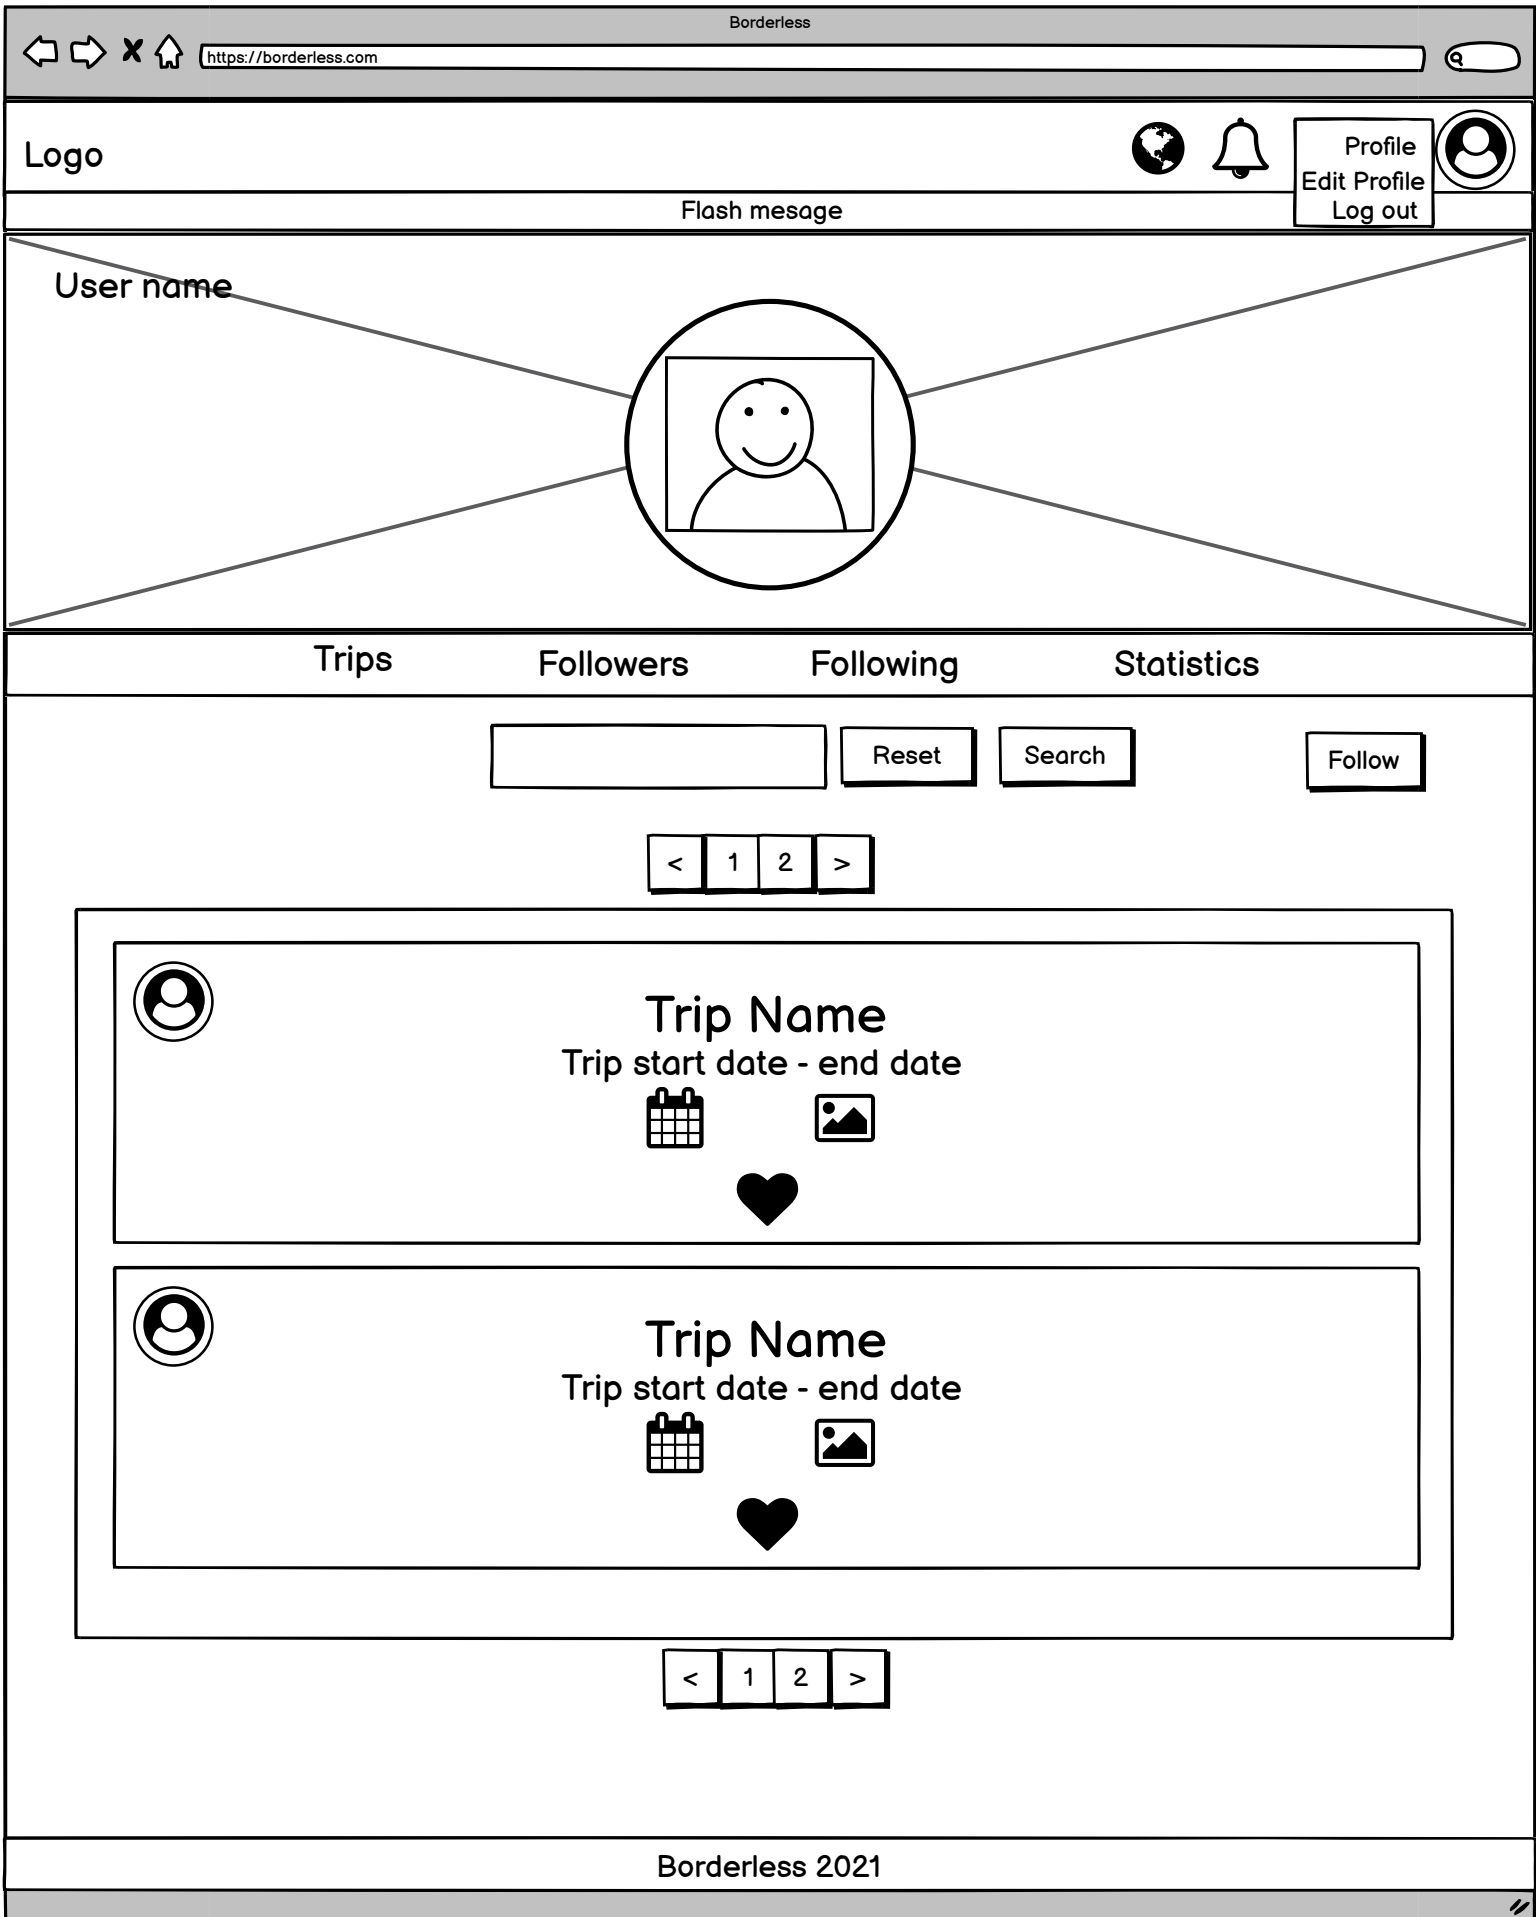 Borderless
https://borderless.com
Logo
Profile
Edit Profile
Log out
Flash mesage
User name
Trips Followers Following Statistics
Reset Search Follow
< 1 2 >
Trip Name
Trip start date - end date
Trip Name
Trip start date - end date
< 1 2 >
Borderless 2021